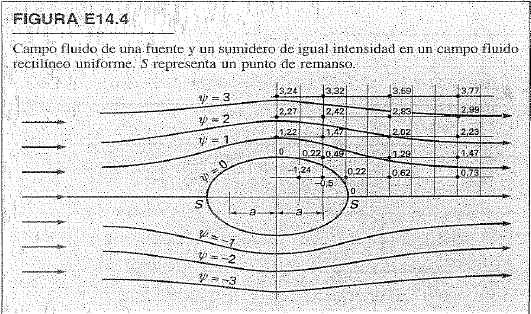 FIGURA E14.4
Campo fluido de una fuente y un sumidero de igual intensidad en un campo fluido
rectilíneo uniforme. S representa un punto de remanso.
3,24 3,32 3,59 3,77
ψ = 3
2,27 2,42 2,83 2,99
ψ = 2
1,22 1,47 2,02 2,23
ψ = 1
0 0,22 0,49 1,29 1,47
ψ = 0
-1,24 0,22 0,62 0,73
-0,5
0
S S
a a
ψ = -1
ψ = -2
ψ = -3